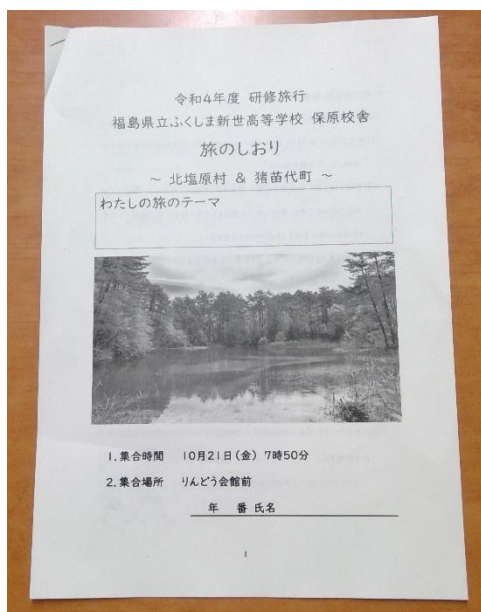 令和4年度 研修旅行
福島県立ふくしま新世高等学校 保原校舎
旅のしおり
～ 北塩原村 & 猪苗代町 ～
わたしの旅のテーマ
1.集合時間 10月21日(金) 7時50分
2.集合場所 りんどう会館前
年 番 氏名
1